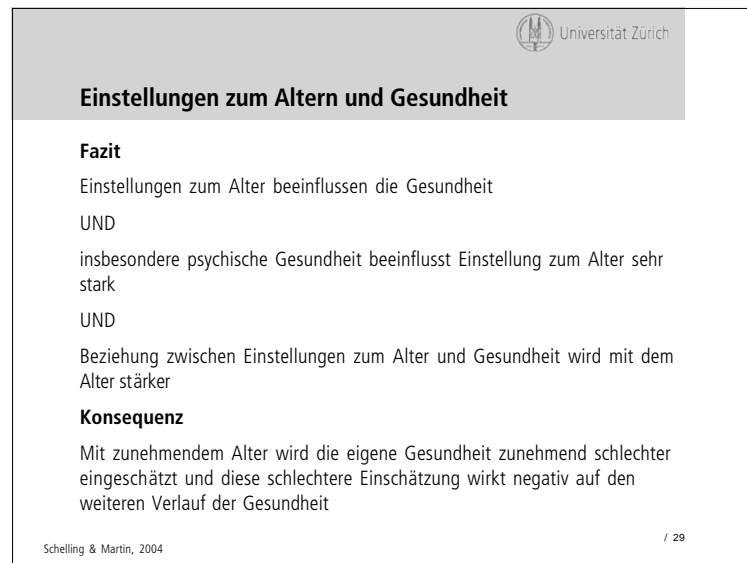 Universität Zürich
Einstellungen zum Altern und Gesundheit
Fazit
Einstellungen zum Alter beeinflussen die Gesundheit
UND
insbesondere psychische Gesundheit beeinflusst Einstellung zum Alter sehr
stark
UND
Beziehung zwischen Einstellungen zum Alter und Gesundheit wird mit dem
Alter stärker
Konsequenz
Mit zunehmendem Alter wird die eigene Gesundheit zunehmend schlechter
eingeschätzt und diese schlechtere Einschätzung wirkt negativ auf den
weiteren Verlauf der Gesundheit
/ 29
Schelling & Martin, 2004